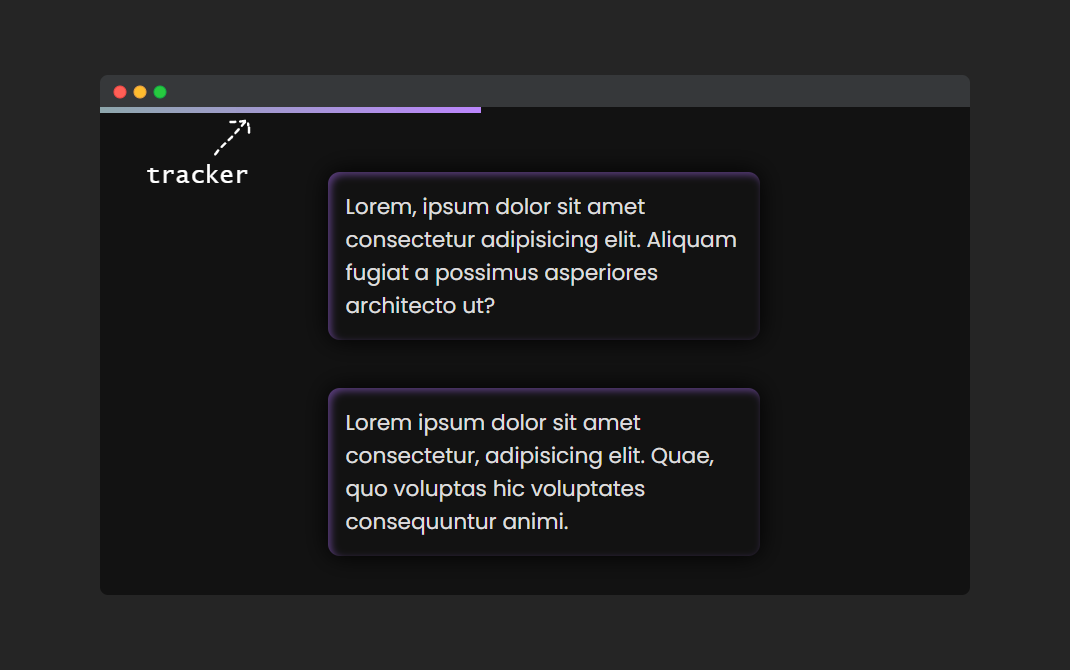 tracker
Lorem, ipsum dolor sit amet
consectetur adipisicing elit. Aliquam
fugiat a possimus asperiores
architecto ut?
Lorem ipsum dolor sit amet
consectetur, adipisicing elit. Quae,
quo voluptas hic voluptates
consequuntur animi.